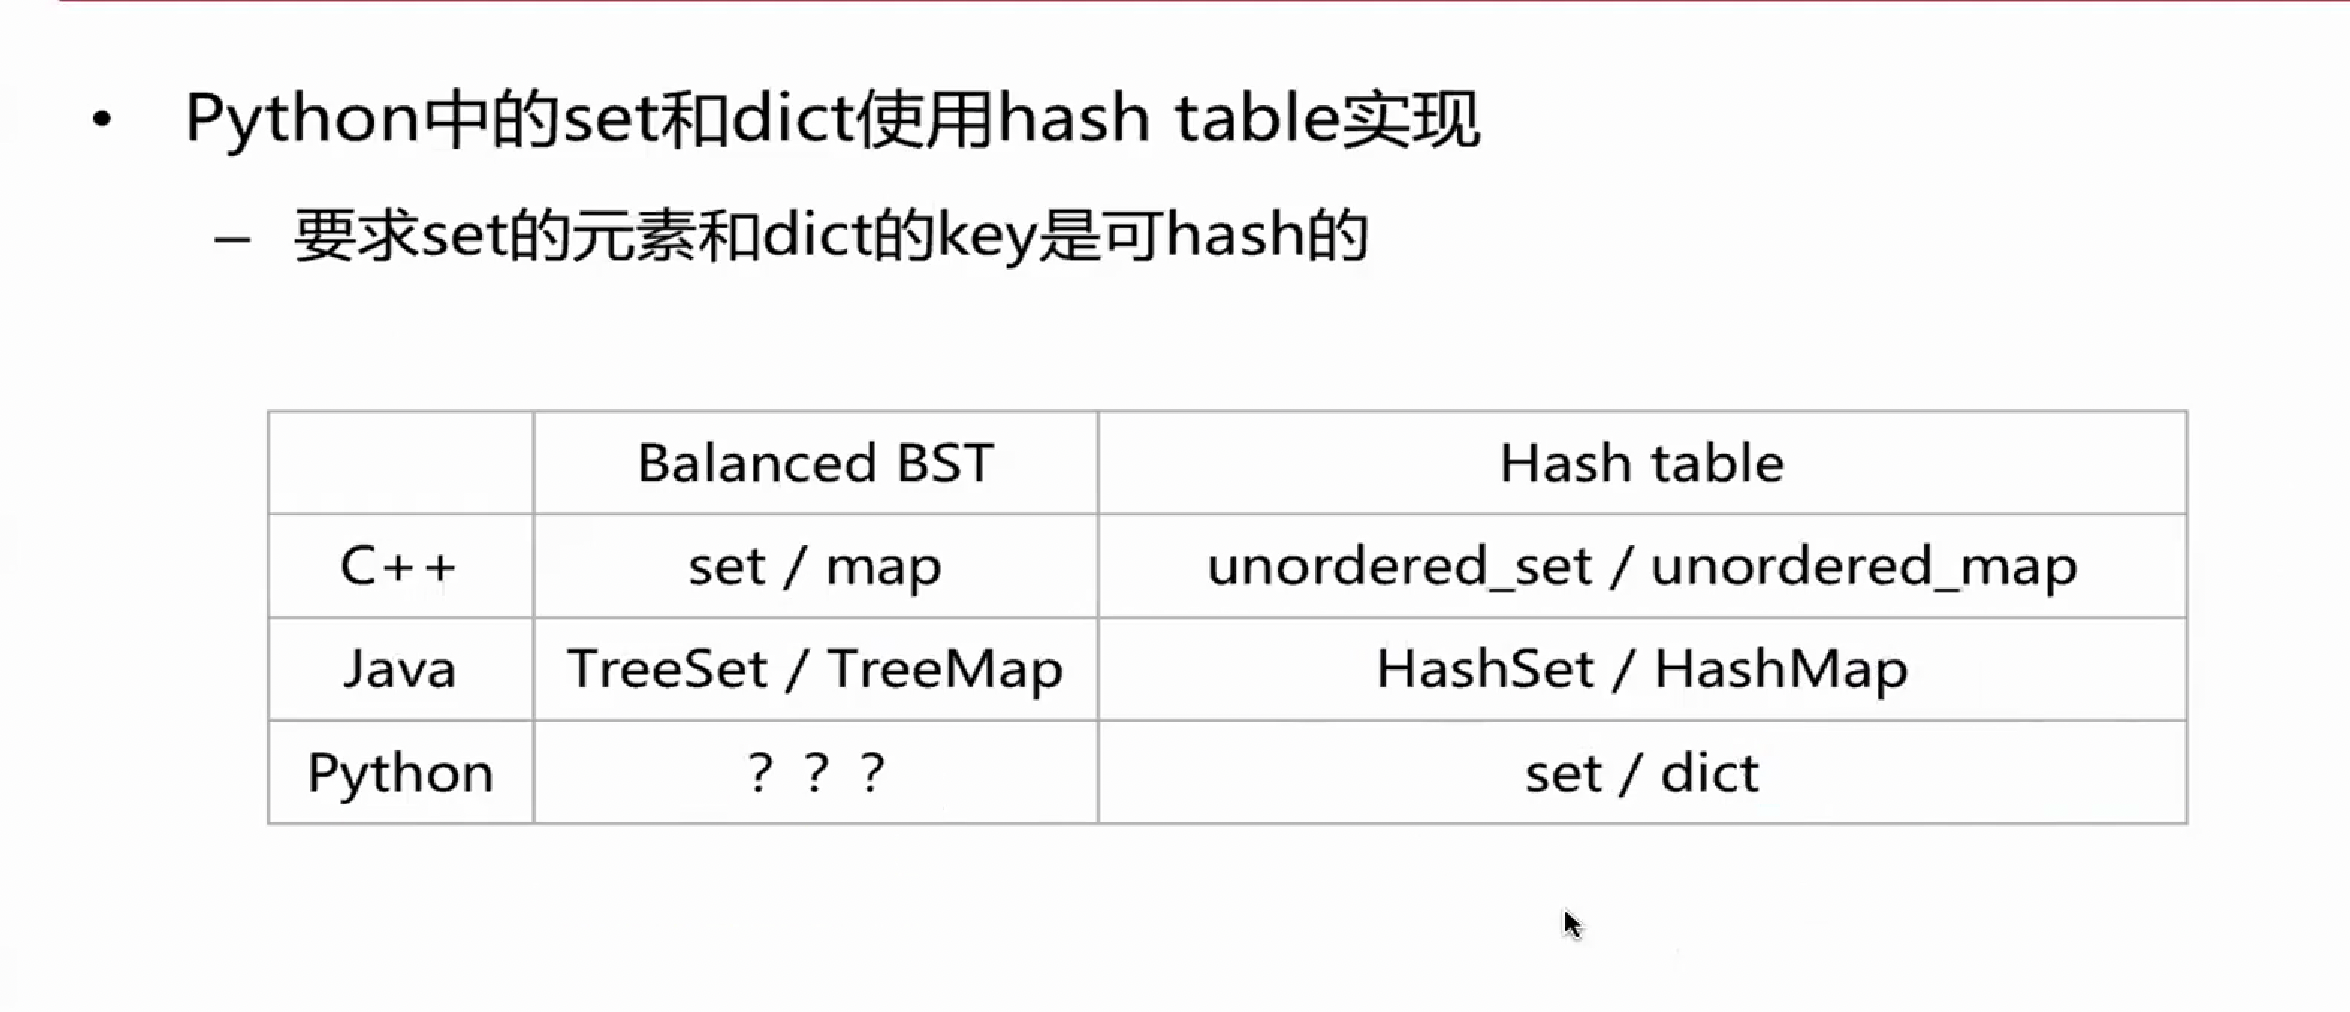 • Python中的set和dict使用hash table实现
– 要求set的元素和dict的key是可hash的
Balanced BST Hash table
C++ set / map unordered_set / unordered_map
Java TreeSet / TreeMap HashSet / HashMap
Python ？？？ set / dict